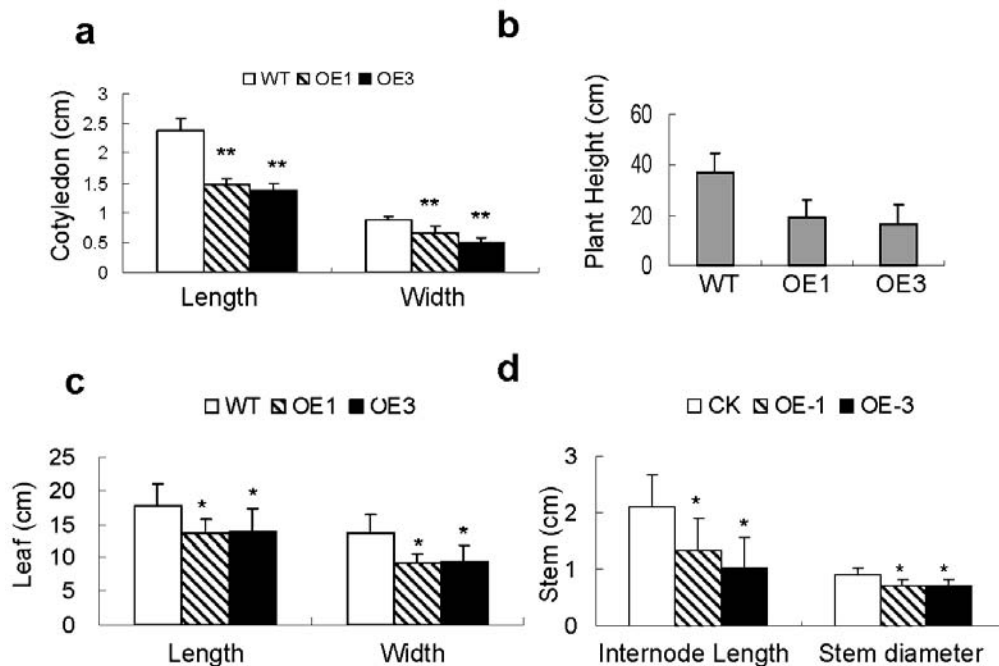 a
WT OE1 OE3
Cotyledon (cm)
3
2.5
2
1.5
1
0.5
0
** **
** **
Length Width
b
Plant Height (cm)
60
40
20
0
WT OE1 OE3
c
WT OE1 OE3
Leaf (cm)
25
20
15
10
5
0
* *
* *
Length Width
d
CK OE-1 OE-3
Stem (cm)
3
2
1
0
* *
* *
Internode Length Stem diameter